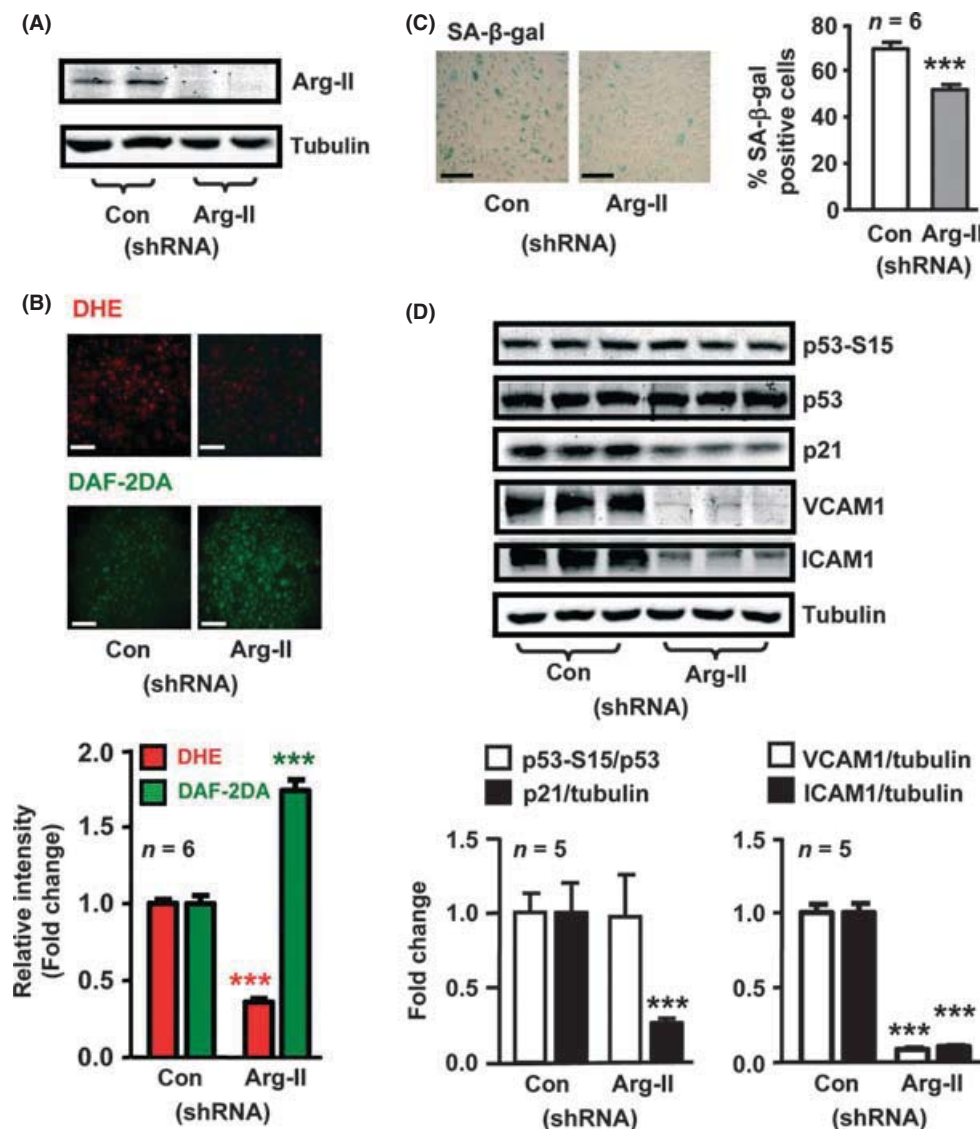 (A)
Arg-II
Tubulin
Con
Arg-II
(shRNA)
(B)
DHE
DAF-2DA
Con
Arg-II
(shRNA)
DHE
DAF-2DA
n = 6
***
***
2.0
1.5
1.0
0.5
0.0
Relative intensity
(Fold change)
Con
Arg-II
(shRNA)
(C)
SA-β-gal
Con
Arg-II
(shRNA)
n = 6
***
80
60
40
20
0
% SA-β-gal
positive cells
Con Arg-II
(shRNA)
(D)
p53-S15
p53
p21
VCAM1
ICAM1
Tubulin
Con
Arg-II
(shRNA)
p53-S15/p53
p21/tubulin
n = 5
***
1.5
1.0
0.5
0.0
Fold change
Con
Arg-II
(shRNA)
VCAM1/tubulin
ICAM1/tubulin
n = 5
***
***
1.5
1.0
0.5
0.0
Con
Arg-II
(shRNA)